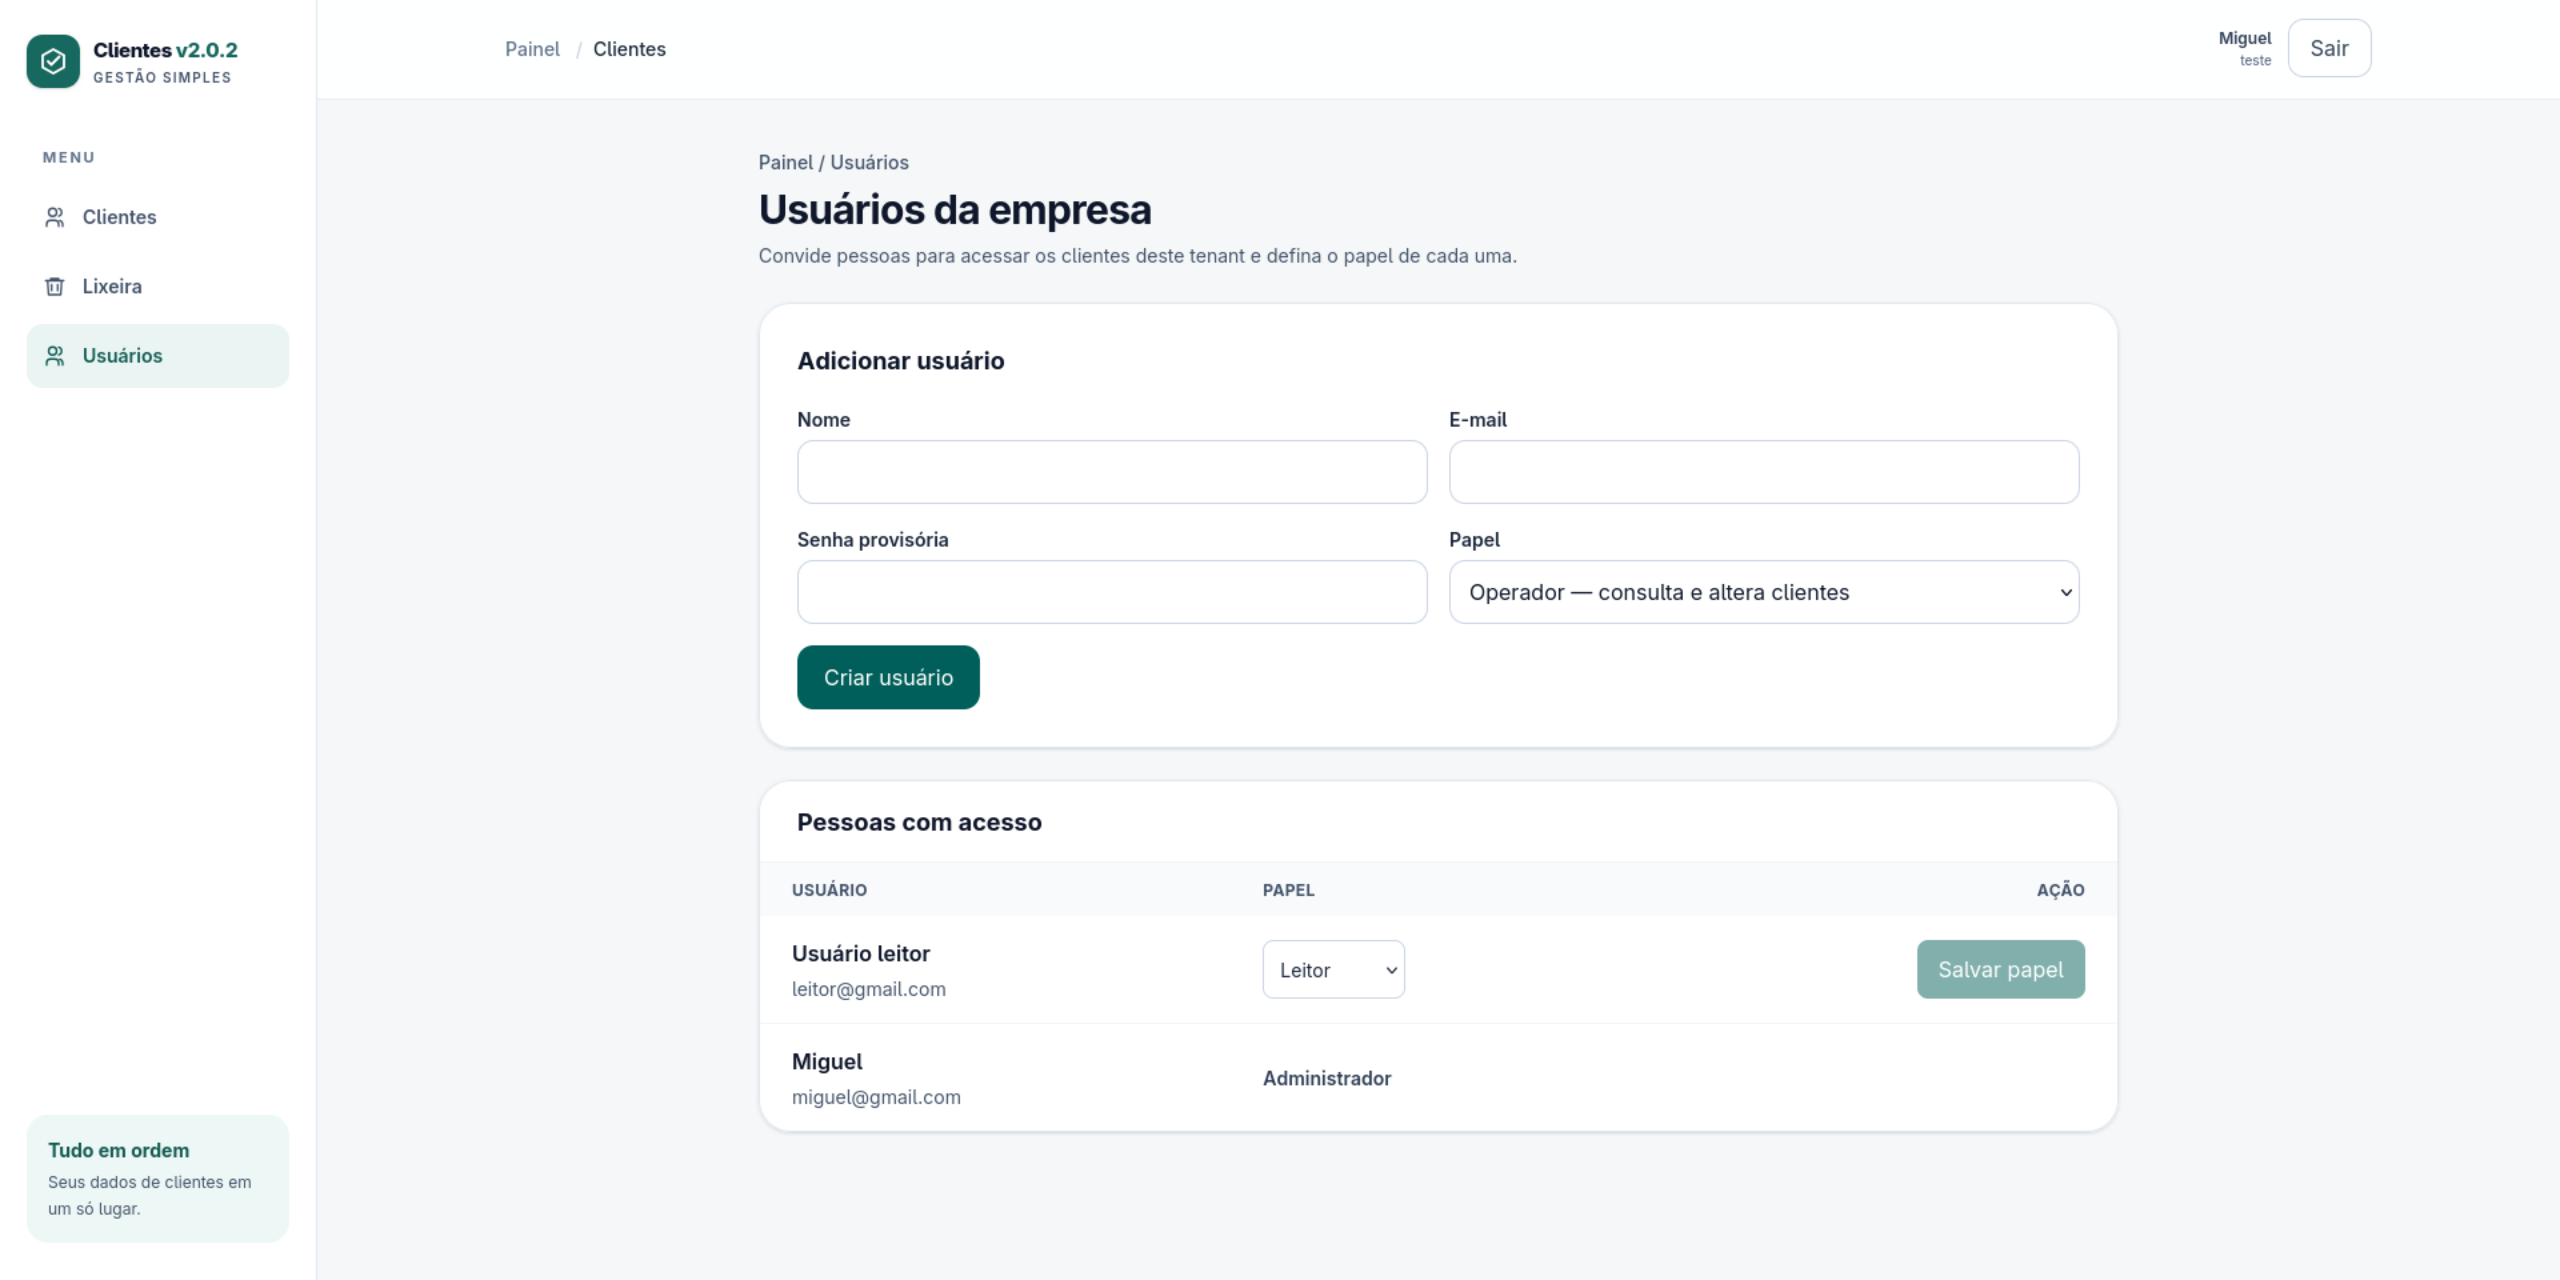 Clientes v2.0.2
GESTÃO SIMPLES
MENU
Clientes
Lixeira
Usuários
Tudo em ordem
Seus dados de clientes em
um só lugar.
Painel / Clientes
Miguel
teste
Sair
Painel / Usuários
Usuários da empresa
Convide pessoas para acessar os clientes deste tenant e defina o papel de cada uma.
Adicionar usuário
Nome
E-mail
Senha provisória
Papel
Operador — consulta e altera clientes
Criar usuário
Pessoas com acesso
USUÁRIO PAPEL AÇÃO
Usuário leitor
leitor@gmail.com
Leitor
Salvar papel
Miguel
miguel@gmail.com
Administrador